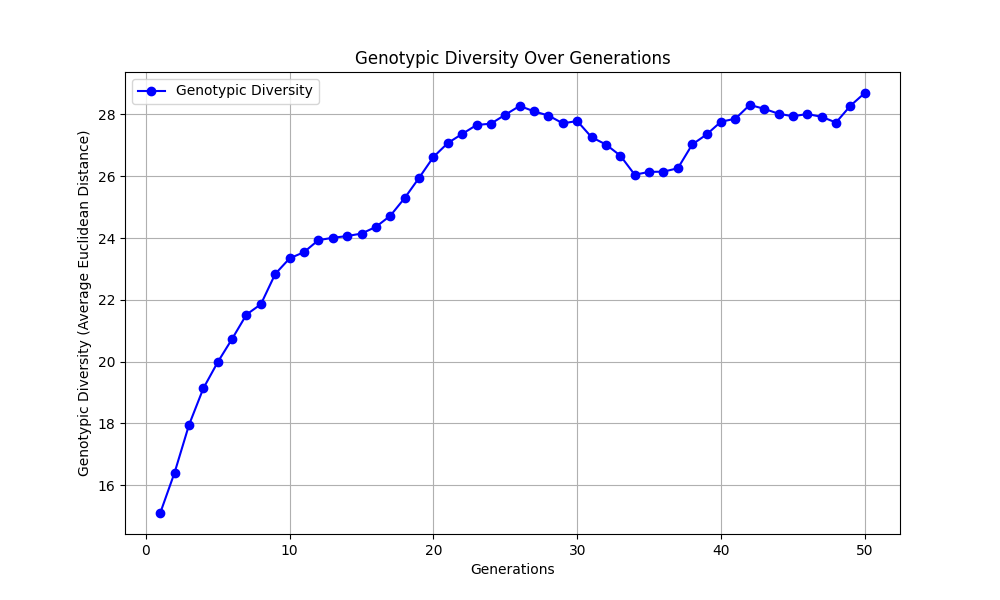 Genotypic Diversity Over Generations
Genotypic Diversity
Genotypic Diversity (Average Euclidean Distance)
28
26
24
22
20
18
16
0 10 20 30 40 50
Generations